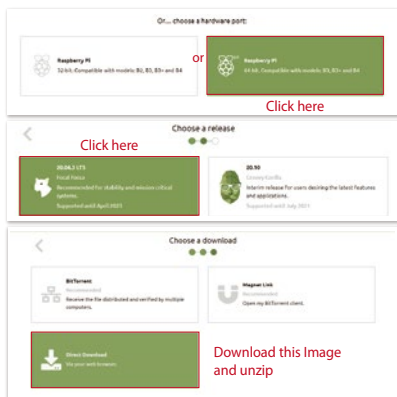 Or... choose a hardware port:
Raspberry Pi
32 bit. Compatible with models: B2, B3, B3+ and B4
or
Raspberry Pi
64 bit. Compatible with models: B3, B3+ and B4
Click here
Choose a release
Click here
20.04.2 LTS
Focal Fossa
Recommended for stability and mission critical
systems.
Supported until April 2025
20.10
Groovy Gorilla
Interim release for users desiring the latest features
and applications.
Supported until July 2021
Choose a download
BitTorrent
Recommended
Receive the file distributed and verified by multiple
computers.
Magnet Link
Recommended
Open my BitTorrent client.
Direct Download
Via your web browser.
Download this Image
and unzip